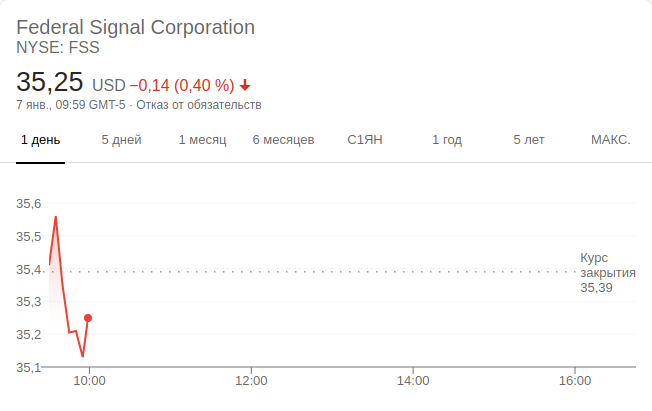 Federal Signal Corporation
NYSE: FSS
35,25 USD −0,14 (0,40 %)
7 янв., 09:59 GMT-5 · Отказ от обязательств
1 день 5 дней 1 месяц 6 месяцев С1ЯН 1 год 5 лет МАКС.
35,6
35,5
35,4
35,3
35,2
35,1
Курс
закрытия
35,39
10:00 12:00 14:00 16:00